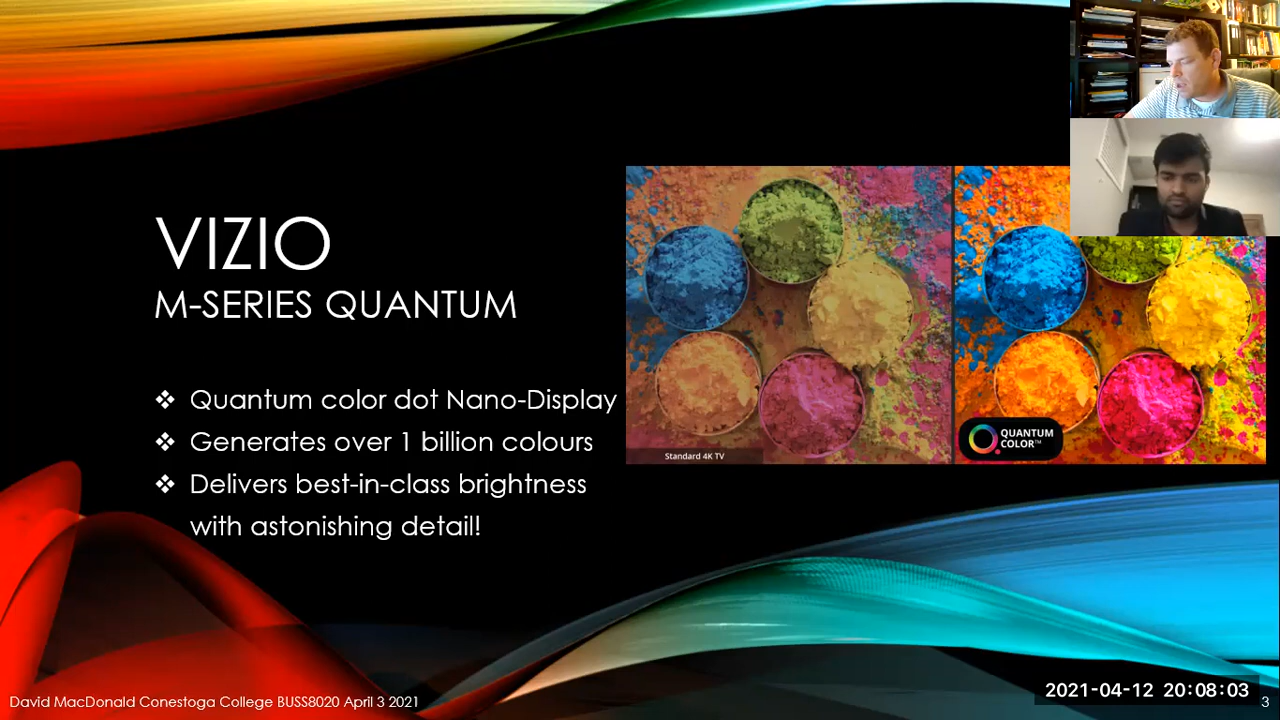 VIZIO
M-SERIES QUANTUM
❖ Quantum color dot Nano-Display
❖ Generates over 1 billion colours
❖ Delivers best-in-class brightness
with astonishing detail!
Standard 4K TV
QUANTUM
COLOR™
David MacDonald Conestoga College BUSS8020 April 3 2021
2021-04-12 20:08:03
3